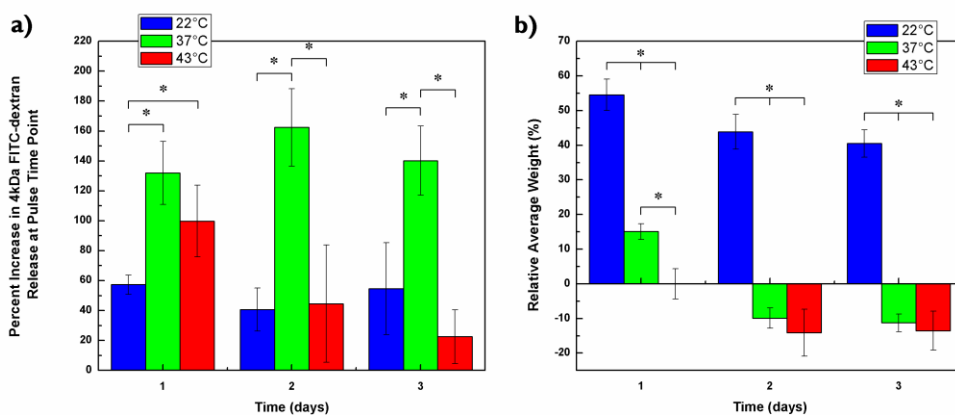 a)
22°C
37°C
43°C
Percent Increase in 4kDa FITC-dextran
Release at Pulse Time Point
220
200
180
160
140
120
100
80
60
40
20
0
*
*
*
*
*
*
1
2
3
Time (days)
b)
22°C
37°C
43°C
Relative Average Weight (%)
70
60
50
40
30
20
10
0
-10
-20
*
*
*
*
1
2
3
Time (days)